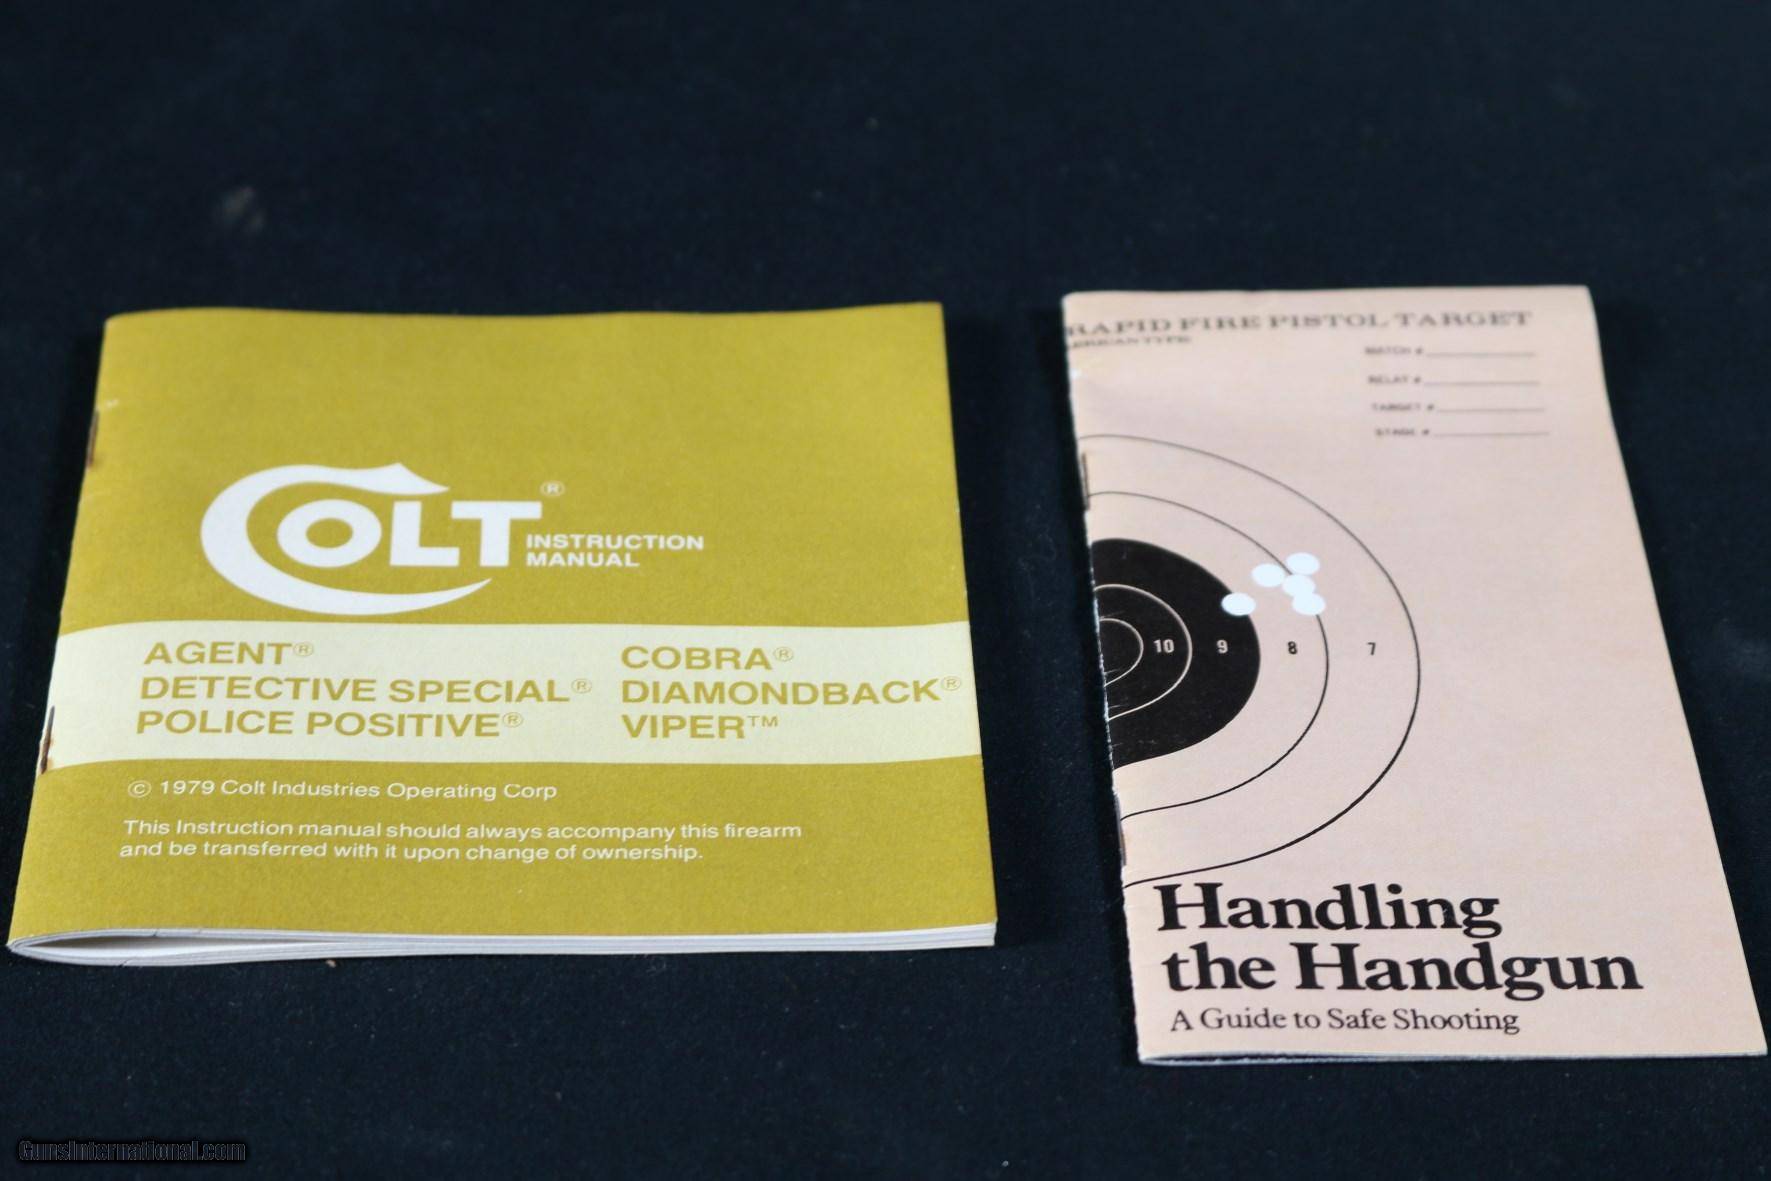 COLT®
INSTRUCTION
MANUAL
AGENT®
DETECTIVE SPECIAL®
POLICE POSITIVE®
COBRA®
DIAMONDBACK®
VIPER™
© 1979 Colt Industries Operating Corp
This Instruction manual should always accompany this firearm
and be transferred with it upon change of ownership.
RAPID FIRE PISTOL TARGET
ERICAN TYPE
MATCH #
RELAY #
TARGET #
STAGE #
10 9 8 7
Handling
the Handgun
A Guide to Safe Shooting
GunsInternational.com